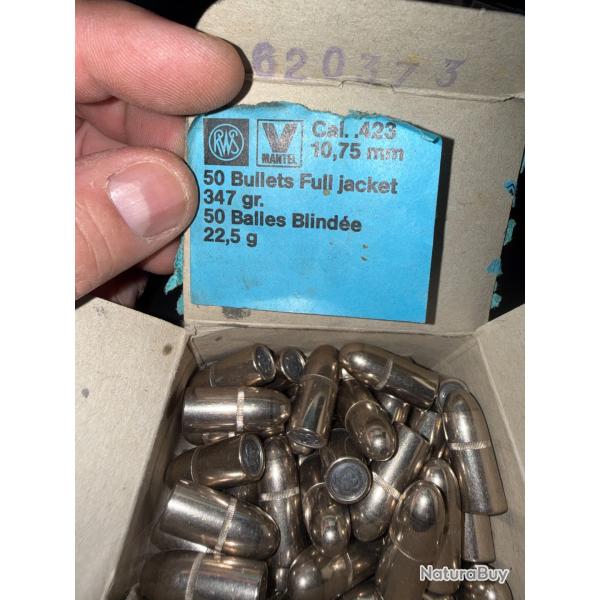 620373
RWS
V
MANTEL
Cal. .423
10,75 mm
50 Bullets Full jacket
347 gr.
50 Balles Blindée
22,5 g
NaturaBuy